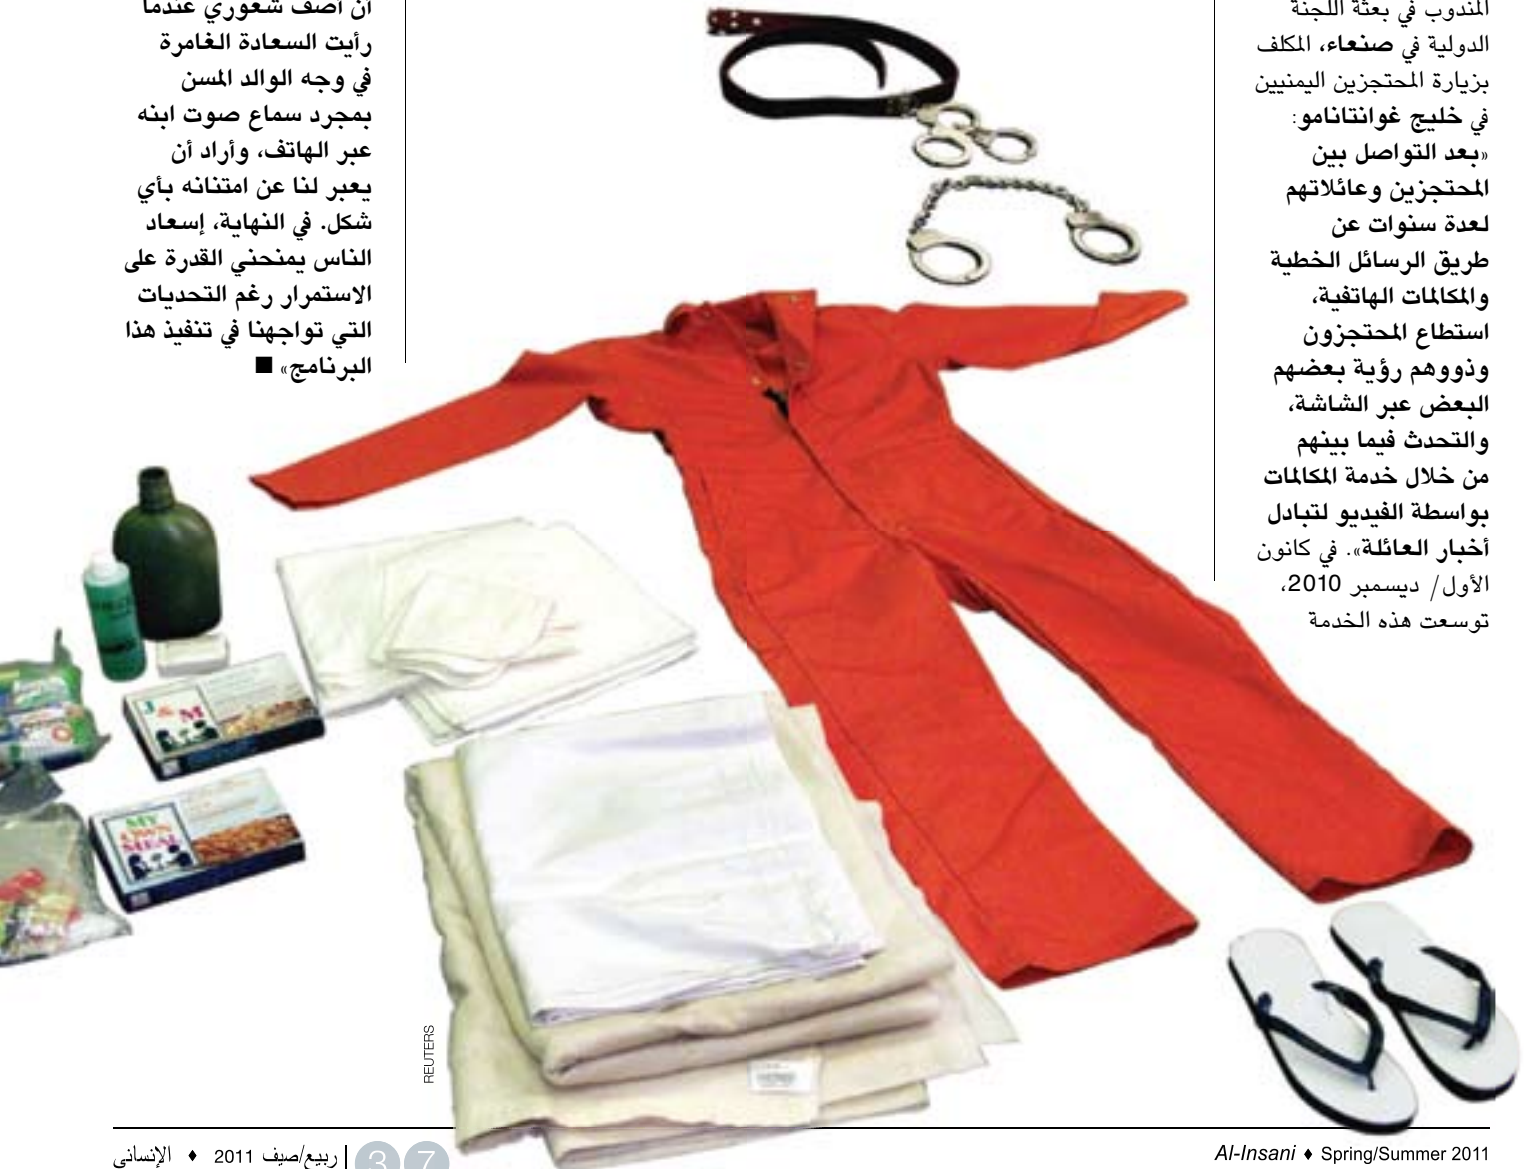 المندوب في بعثة اللجنة
الدولية في صنعاء، المكلف
بزيارة المحتجزين اليمنيين
في خليج غوانتانامو:
«بعد التواصل بين
المحتجزين وعائلاتهم
لعدة سنوات عن
طريق الرسائل الخطية
والمكالمات الهاتفية،
استطاع المحتجزون
وذووهم رؤية بعضهم
البعض عبر الشاشة،
والتحدث فيما بينهم
من خلال خدمة المكالمات
بواسطة الفيديو لتبادل
أخبار العائلة». في كانون
الأول/ ديسمبر 2010،
توسعت هذه الخدمة
أن أصف شعوري عندما
رأيت السعادة الغامرة
في وجه الوالد المسن
بمجرد سماع صوت ابنه
عبر الهاتف، وأراد أن
يعبر لنا عن امتنانه بأي
شكل. في النهاية، إسعاد
الناس يمنحني القدرة على
الاستمرار رغم التحديات
التي تواجهنا في تنفيذ هذا
البرنامج» ■
J & M
MY
OWN
MEAL
REUTERS
Al-Insani ♦ Spring/Summer 2011
37
ربيع/صيف 2011 ♦ الإنساني